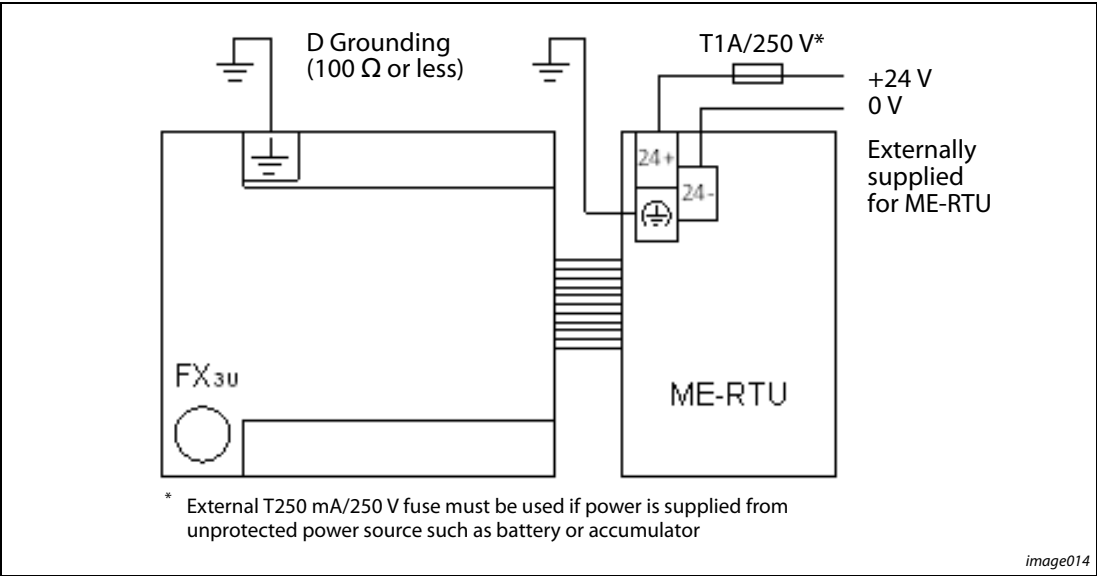 D Grounding
(100 Ω or less)
T1A/250 V*
+24 V
0 V
24+
24-
Externally
supplied
for ME-RTU
FX3U
ME-RTU
* External T250 mA/250 V fuse must be used if power is supplied from
unprotected power source such as battery or accumulator
image014